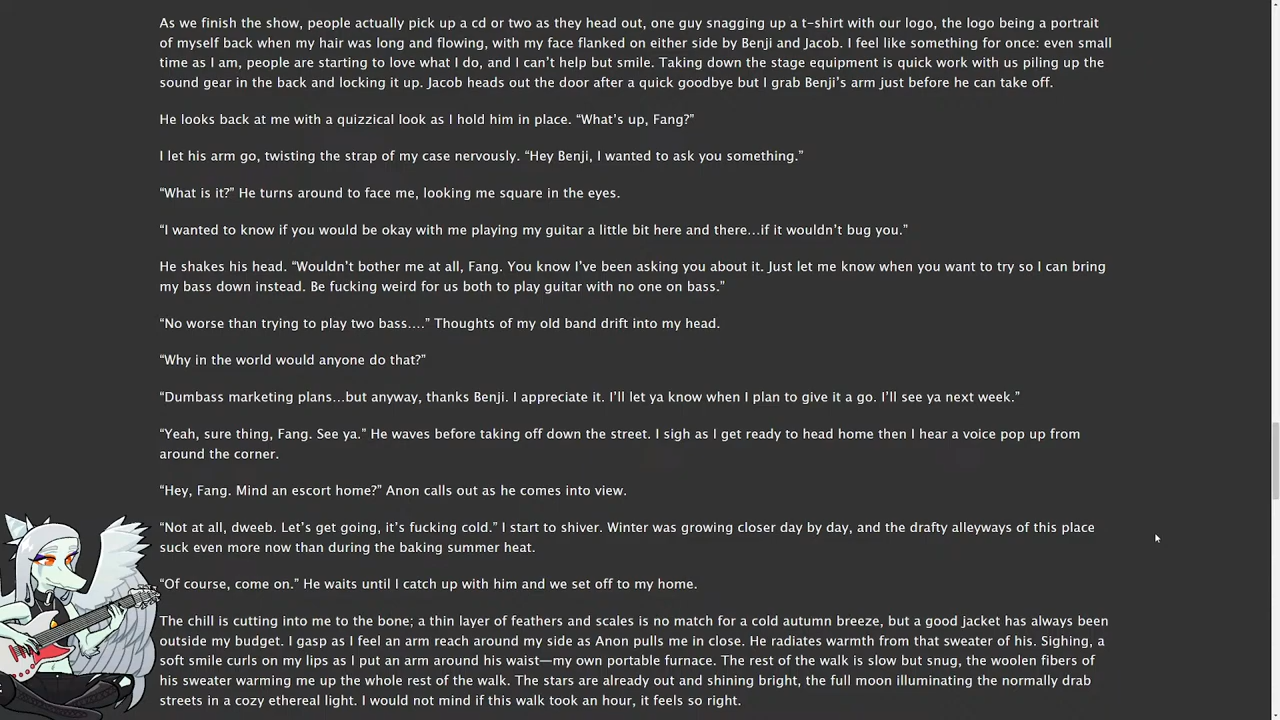 As we finish the show, people actually pick up a cd or two as they head out, one guy snagging up a t-shirt with our logo, the logo being a portrait
of myself back when my hair was long and flowing, with my face flanked on either side by Benji and Jacob. I feel like something for once: even small
time as I am, people are starting to love what I do, and I can’t help but smile. Taking down the stage equipment is quick work with us piling up the
sound gear in the back and locking it up. Jacob heads out the door after a quick goodbye but I grab Benji’s arm just before he can take off.
He looks back at me with a quizzical look as I hold him in place. “What’s up, Fang?”
I let his arm go, twisting the strap of my case nervously. “Hey Benji, I wanted to ask you something.”
“What is it?” He turns around to face me, looking me square in the eyes.
“I wanted to know if you would be okay with me playing my guitar a little bit here and there…if it wouldn’t bug you.”
He shakes his head. “Wouldn’t bother me at all, Fang. You know I’ve been asking you about it. Just let me know when you want to try so I can bring
my bass down instead. Be fucking weird for us both to play guitar with no one on bass.”
“No worse than trying to play two bass….” Thoughts of my old band drift into my head.
“Why in the world would anyone do that?”
“Dumbass marketing plans…but anyway, thanks Benji. I appreciate it. I’ll let ya know when I plan to give it a go. I’ll see ya next week.”
“Yeah, sure thing, Fang. See ya.” He waves before taking off down the street. I sigh as I get ready to head home then I hear a voice pop up from
around the corner.
“Hey, Fang. Mind an escort home?” Anon calls out as he comes into view.
“Not at all, dweeb. Let’s get going, it’s fucking cold.” I start to shiver. Winter was growing closer day by day, and the drafty alleyways of this place
suck even more now than during the baking summer heat.
“Of course, come on.” He waits until I catch up with him and we set off to my home.
The chill is cutting into me to the bone; a thin layer of feathers and scales is no match for a cold autumn breeze, but a good jacket has always been
outside my budget. I gasp as I feel an arm reach around my side as Anon pulls me in close. He radiates warmth from that sweater of his. Sighing, a
soft smile curls on my lips as I put an arm around his waist—my own portable furnace. The rest of the walk is slow but snug, the woolen fibers of
his sweater warming me up the whole rest of the walk. The stars are already out and shining bright, the full moon illuminating the normally drab
streets in a cozy ethereal light. I would not mind if this walk took an hour, it feels so right.